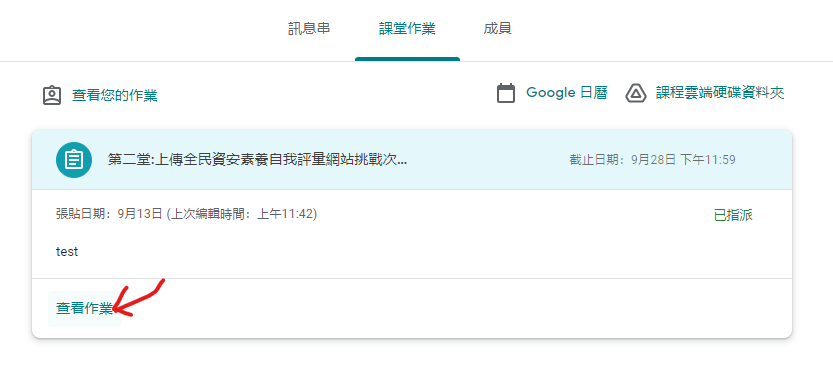 訊息串 課堂作業 成員
查看您的作業 Google 日曆 課程雲端硬碟資料夾
第二堂:上傳全民資安素養自我評量網站挑戰次... 截止日期：9月28日 下午11:59
張貼日期：9月13日 (上次編輯時間：上午11:42) 已指派
test
查看作業